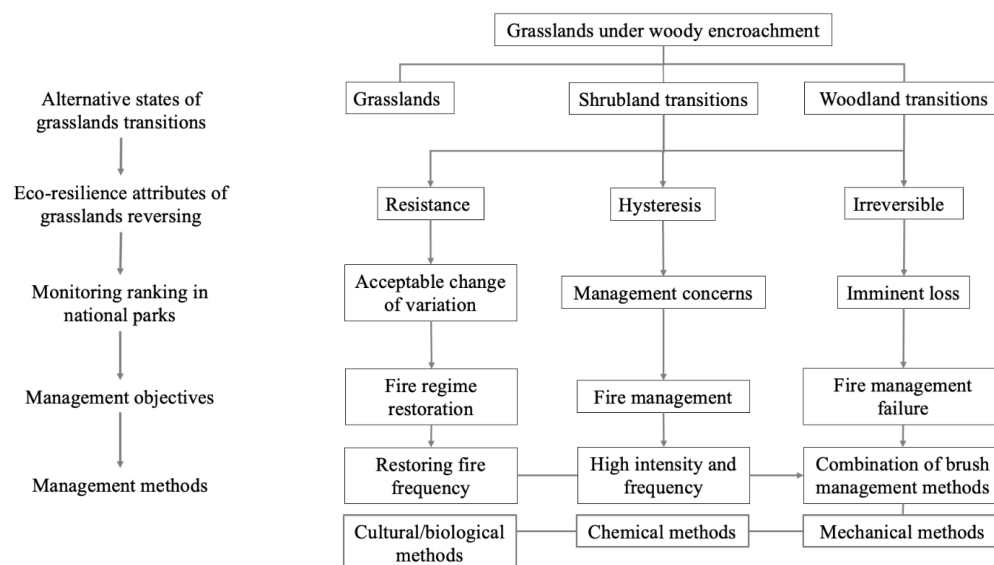 Grasslands under woody encroachment
Alternative states of
grasslands transitions
Grasslands
Shrubland transitions
Woodland transitions
Eco-resilience attributes of
grasslands reversing
Resistance
Hysteresis
Irreversible
Monitoring ranking in
national parks
Acceptable change
of variation
Management concerns
Imminent loss
Management objectives
Fire regime
restoration
Fire management
Fire management
failure
Management methods
Restoring fire
frequency
High intensity and
frequency
Combination of brush
management methods
Cultural/biological
methods
Chemical methods
Mechanical methods